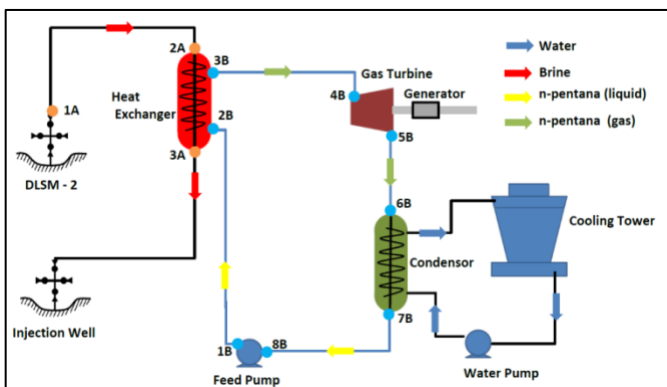 2A
3B
Gas Turbine
Water
Brine
n-pentana (liquid)
n-pentana (gas)
4B
Generator
Heat
Exchanger
2B
1A
5B
3A
DLSM - 2
6B
Cooling Tower
Condensor
7B
Injection Well
1B
8B
Feed Pump
Water Pump